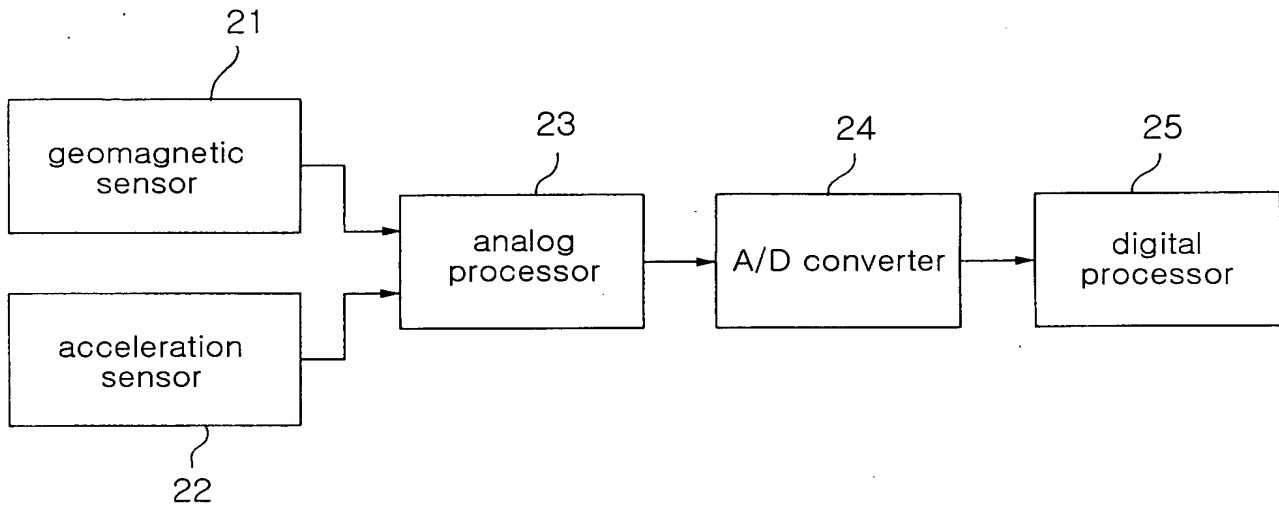 21
geomagnetic
sensor
23
analog
processor
24
A/D converter
25
digital
processor
acceleration
sensor
22